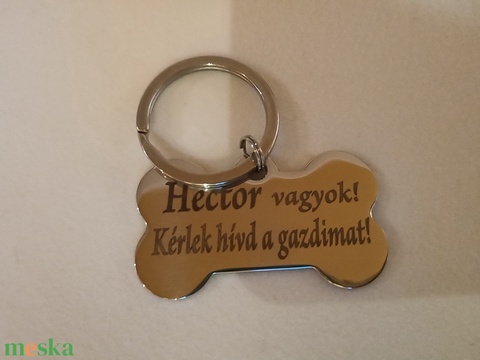 Hector vagyok!
Kérlek hívd a gazdimat!
meska